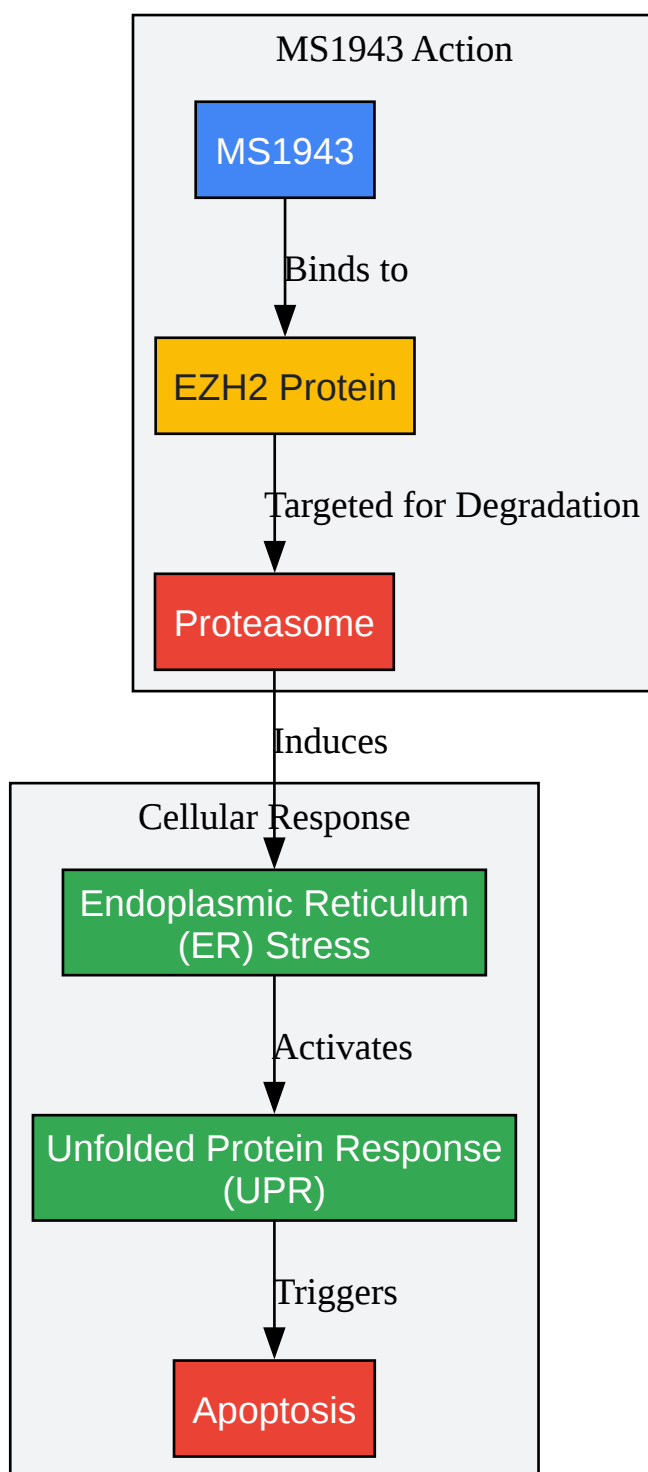 MS1943 Action
MS1943
Binds to
EZH2 Protein
Targeted for Degradation
Proteasome
Induces
Cellular Response
Endoplasmic Reticulum
(ER) Stress
Activates
Unfolded Protein Response
(UPR)
Triggers
Apoptosis